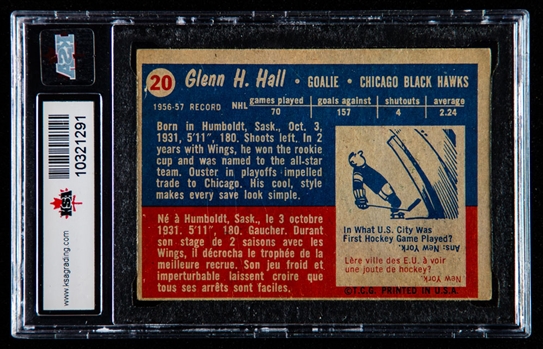 20 Glenn H. Hall • GOALIE • CHICAGO BLACK HAWKS
1956-57 RECORD NHL games played 70 goals against 157 shutouts 4 average 2.24
Born in Humboldt, Sask., Oct. 3,
1931, 5'11", 180. Shoots left. In 2
years with Wings, he won the rookie
cup and was named to the all-star
team. Ouster in playoffs impelled
trade to Chicago. His cool, style
makes every save look simple.
Né à Humboldt, Sask., le 3 octobre
1931. 5'11", 180. Gaucher. Durant
son stage de 2 saisons avec les
Wings, il décrocha le trophée de la
meilleure recrue. Son jeu froid et
imperturbable laissent croire que
tous ses arrêts sont faciles.
In What U.S. City Was
First Hockey Game Played?
Ans: New York.
Lère ville des E.U. à voir
une joute de hockey?
New York.
©T.C.G. PRINTED IN U.S.A.
10321291
KSA
www.ksagrading.com
KSA